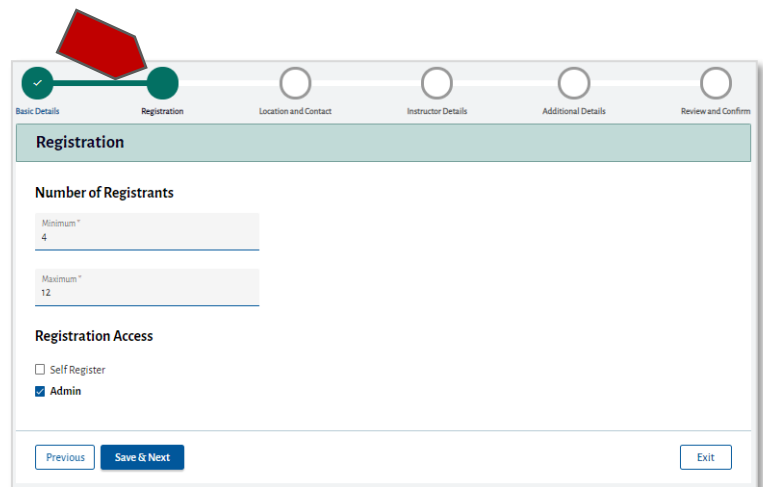 Basic Details
Registration
Location and Contact
Instructor Details
Additional Details
Review and Confirm
Registration
Number of Registrants
Minimum *
4
Maximum *
12
Registration Access
Self Register
Admin
Previous
Save & Next
Exit